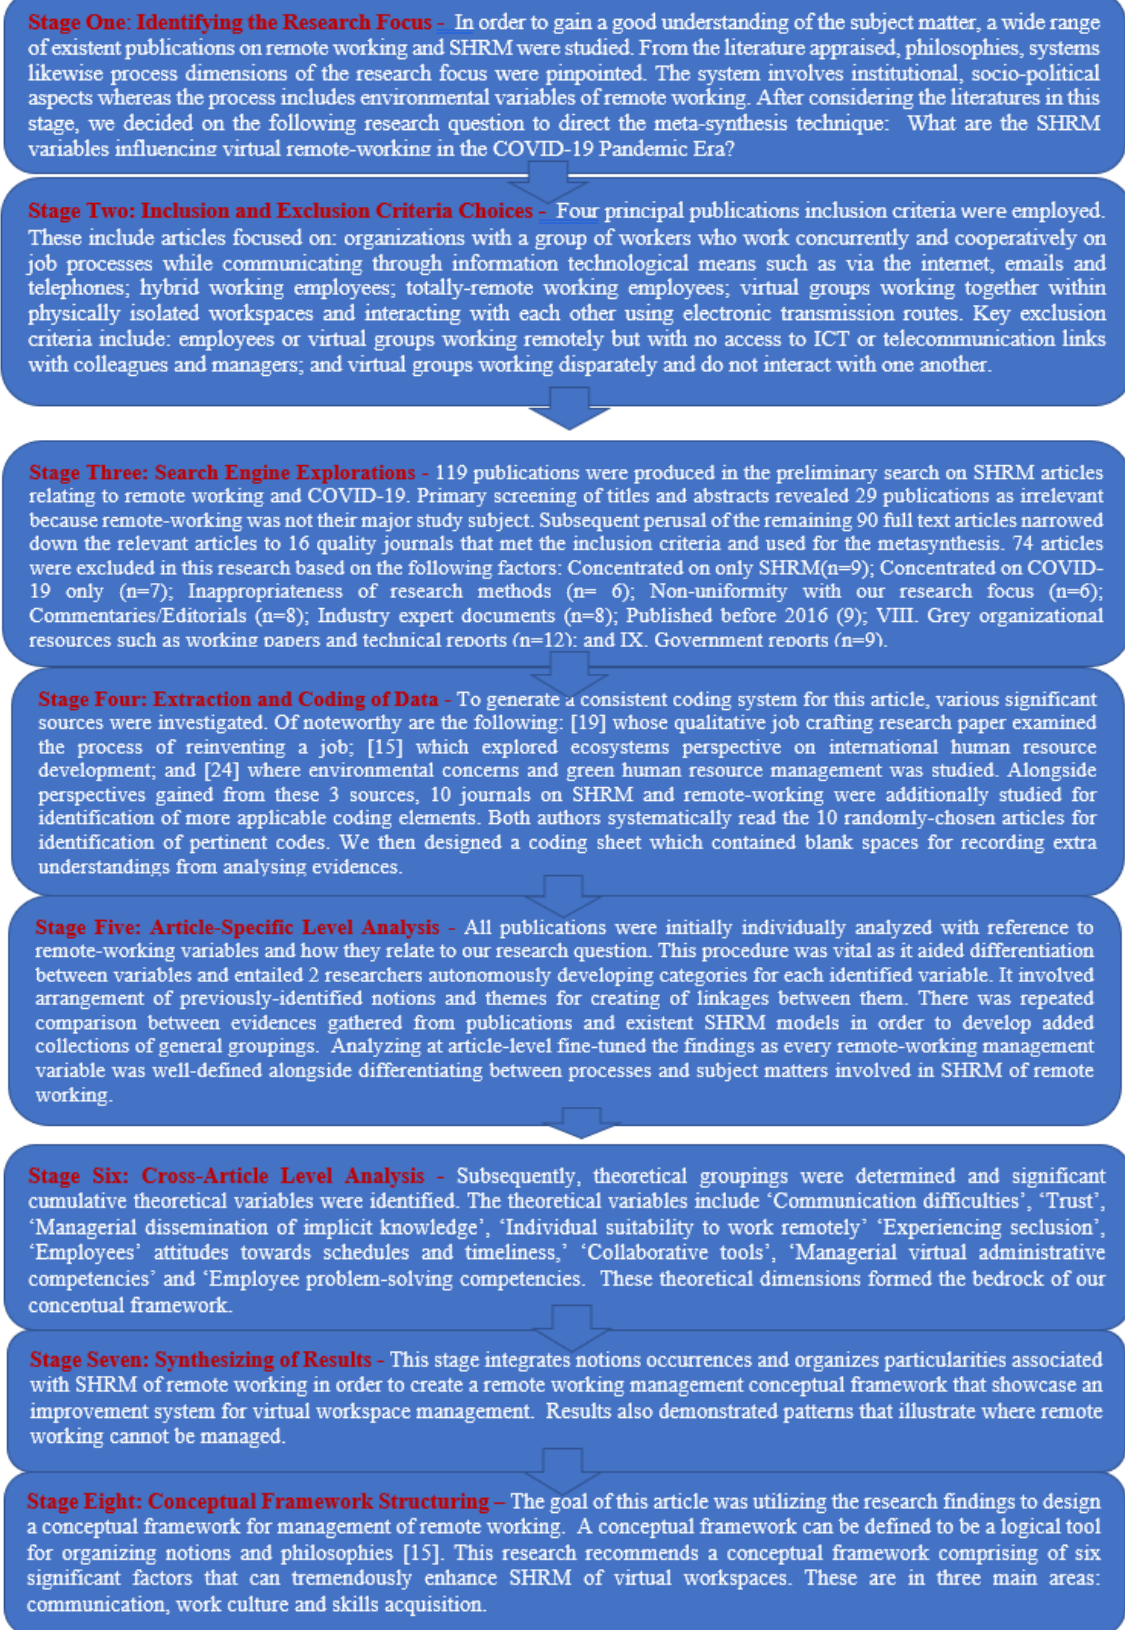 Stage One: Identifying the Research Focus - In order to gain a good understanding of the subject matter, a wide range
of existent publications on remote working and SHRM were studied. From the literature appraised, philosophies, systems
likewise process dimensions of the research focus were pinpointed. The system involves institutional, socio-political
aspects whereas the process includes environmental variables of remote working. After considering the literatures in this
stage, we decided on the following research question to direct the meta-synthesis technique: What are the SHRM
variables influencing virtual remote-working in the COVID-19 Pandemic Era?
Stage Two: Inclusion and Exclusion Criteria Choices - Four principal publications inclusion criteria were employed.
These include articles focused on: organizations with a group of workers who work concurrently and cooperatively on
job processes while communicating through information technological means such as via the internet, emails and
telephones; hybrid working employees; totally-remote working employees; virtual groups working together within
physically isolated workspaces and interacting with each other using electronic transmission routes. Key exclusion
criteria include: employees or virtual groups working remotely but with no access to ICT or telecommunication links
with colleagues and managers; and virtual groups working disparately and do not interact with one another.
Stage Three: Search Engine Explorations - 119 publications were produced in the preliminary search on SHRM articles
relating to remote working and COVID-19. Primary screening of titles and abstracts revealed 29 publications as irrelevant
because remote-working was not their major study subject. Subsequent perusal of the remaining 90 full text articles narrowed
down the relevant articles to 16 quality journals that met the inclusion criteria and used for the metasynthesis. 74 articles
were excluded in this research based on the following factors: Concentrated on only SHRM(n=9); Concentrated on COVID-
19 only (n=7); Inappropriateness of research methods (n= 6); Non-uniformity with our research focus (n=6);
Commentaries/Editorials (n=8); Industry expert documents (n=8); Published before 2016 (9); VIII. Grey organizational
resources such as working papers and technical reports (n=12); and IX. Government reports (n=9).
Stage Four: Extraction and Coding of Data - To generate a consistent coding system for this article, various significant
sources were investigated. Of noteworthy are the following: [19] whose qualitative job crafting research paper examined
the process of reinventing a job; [15] which explored ecosystems perspective on international human resource
development; and [24] where environmental concerns and green human resource management was studied. Alongside
perspectives gained from these 3 sources, 10 journals on SHRM and remote-working were additionally studied for
identification of more applicable coding elements. Both authors systematically read the 10 randomly-chosen articles for
identification of pertinent codes. We then designed a coding sheet which contained blank spaces for recording extra
understandings from analysing evidences.
Stage Five: Article-Specific Level Analysis - All publications were initially individually analyzed with reference to
remote-working variables and how they relate to our research question. This procedure was vital as it aided differentiation
between variables and entailed 2 researchers autonomously developing categories for each identified variable. It involved
arrangement of previously-identified notions and themes for creating of linkages between them. There was repeated
comparison between evidences gathered from publications and existent SHRM models in order to develop added
collections of general groupings. Analyzing at article-level fine-tuned the findings as every remote-working management
variable was well-defined alongside differentiating between processes and subject matters involved in SHRM of remote
working.
Stage Six: Cross-Article Level Analysis - Subsequently, theoretical groupings were determined and significant
cumulative theoretical variables were identified. The theoretical variables include ‘Communication difficulties’, ‘Trust’,
‘Managerial dissemination of implicit knowledge’, ‘Individual suitability to work remotely’ ‘Experiencing seclusion’,
‘Employees’ attitudes towards schedules and timeliness,’ ‘Collaborative tools’, ‘Managerial virtual administrative
competencies’ and ‘Employee problem-solving competencies. These theoretical dimensions formed the bedrock of our
conceptual framework.
Stage Seven: Synthesizing of Results - This stage integrates notions occurrences and organizes particularities associated
with SHRM of remote working in order to create a remote working management conceptual framework that showcase an
improvement system for virtual workspace management. Results also demonstrated patterns that illustrate where remote
working cannot be managed.
Stage Eight: Conceptual Framework Structuring – The goal of this article was utilizing the research findings to design
a conceptual framework for management of remote working. A conceptual framework can be defined to be a logical tool
for organizing notions and philosophies [15]. This research recommends a conceptual framework comprising of six
significant factors that can tremendously enhance SHRM of virtual workspaces. These are in three main areas:
communication, work culture and skills acquisition.